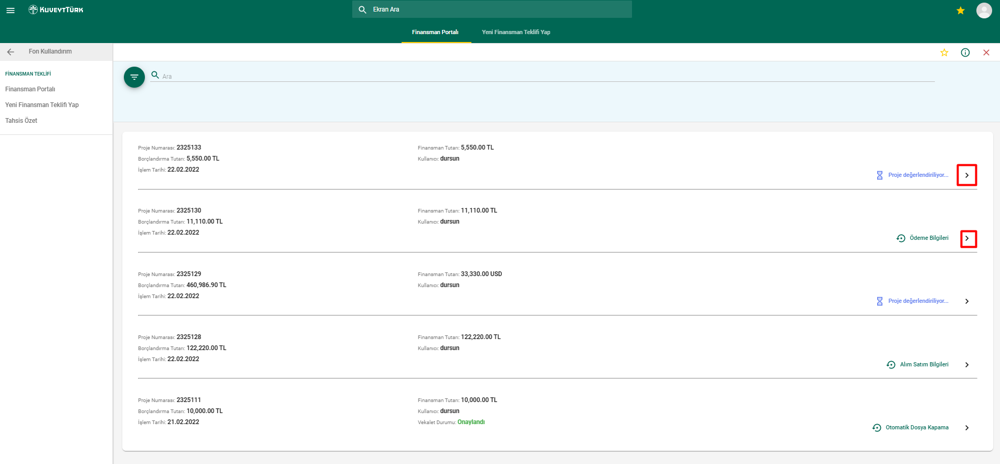 KUVEYTTÜRK
Ekran Ara
Finansman Portalı
Yeni Finansman Teklifi Yap
Fon Kullandırım
FİNANSMAN TEKLİFİ
Finansman Portalı
Yeni Finansman Teklifi Yap
Tahsis Özet
Ara
Proje Numarası: 2325133
Finansman Tutarı: 5,550.00 TL
Borçlandırma Tutarı: 5,550.00 TL
Kullanıcı: dursun
İşlem Tarihi: 22.02.2022
Proje değerlendiriliyor...
Proje Numarası: 2325130
Finansman Tutarı: 11,110.00 TL
Borçlandırma Tutarı: 11,110.00 TL
Kullanıcı: dursun
İşlem Tarihi: 22.02.2022
Ödeme Bilgileri
Proje Numarası: 2325129
Finansman Tutarı: 33,330.00 USD
Borçlandırma Tutarı: 460,986.90 TL
Kullanıcı: dursun
İşlem Tarihi: 22.02.2022
Proje değerlendiriliyor...
Proje Numarası: 2325128
Finansman Tutarı: 122,220.00 TL
Borçlandırma Tutarı: 122,220.00 TL
Kullanıcı: dursun
İşlem Tarihi: 22.02.2022
Alım Satım Bilgileri
Proje Numarası: 2325111
Finansman Tutarı: 10,000.00 TL
Borçlandırma Tutarı: 10,000.00 TL
Kullanıcı: dursun
İşlem Tarihi: 21.02.2022
Vekalet Durumu: Onaylandı
Otomatik Dosya Kapama